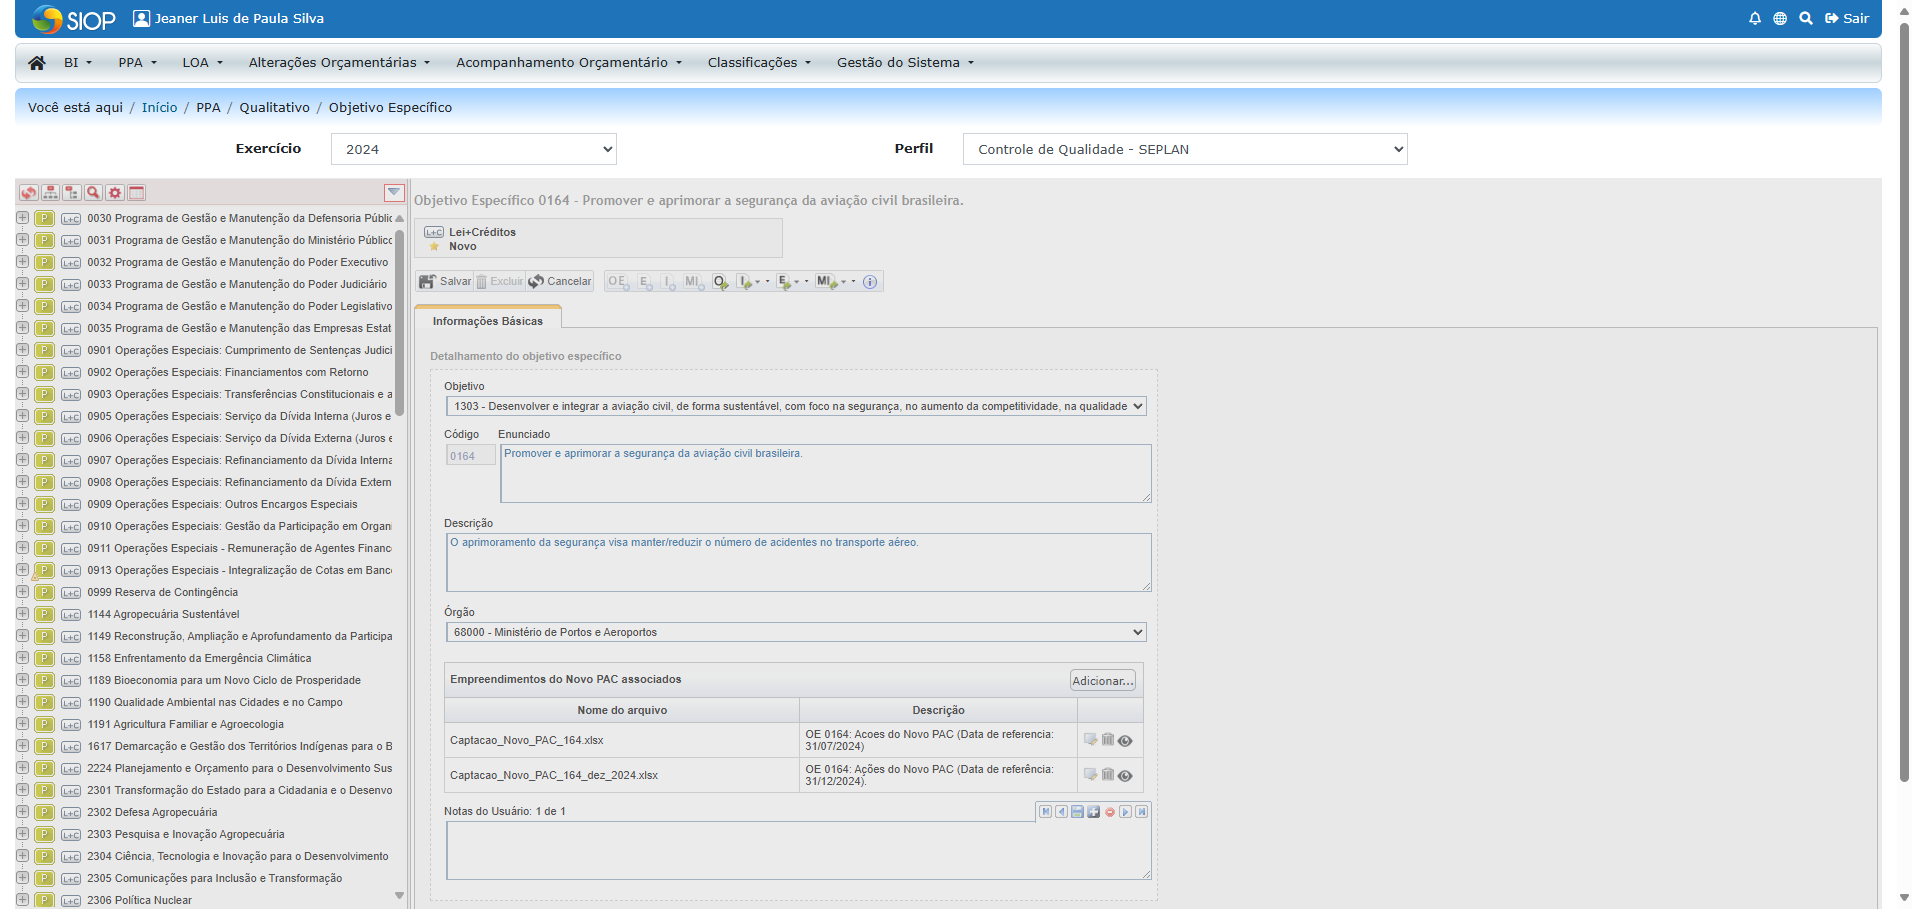 SIOP Jeaner Luis de Paula Silva Sair
BI PPA LOA Alterações Orçamentárias Acompanhamento Orçamentário Classificações Gestão do Sistema
Você está aqui / Início / PPA / Qualitativo / Objetivo Específico
Exercício 2024 Perfil Controle de Qualidade - SEPLAN
P L+C 0030 Programa de Gestão e Manutenção da Defensoria Públic
P L+C 0031 Programa de Gestão e Manutenção do Ministério Público
P L+C 0032 Programa de Gestão e Manutenção do Poder Executivo
P L+C 0033 Programa de Gestão e Manutenção do Poder Judiciário
P L+C 0034 Programa de Gestão e Manutenção do Poder Legislativo
P L+C 0035 Programa de Gestão e Manutenção das Empresas Estat
P L+C 0901 Operações Especiais: Cumprimento de Sentenças Judici
P L+C 0902 Operações Especiais: Financiamentos com Retorno
P L+C 0903 Operações Especiais: Transferências Constitucionais e a
P L+C 0905 Operações Especiais: Serviço da Dívida Interna (Juros e
P L+C 0906 Operações Especiais: Serviço da Dívida Externa (Juros e
P L+C 0907 Operações Especiais: Refinanciamento da Dívida Interna
P L+C 0908 Operações Especiais: Refinanciamento da Dívida Extern
P L+C 0909 Operações Especiais: Outros Encargos Especiais
P L+C 0910 Operações Especiais: Gestão da Participação em Organi
P L+C 0911 Operações Especiais - Remuneração de Agentes Financ
P L+C 0913 Operações Especiais - Integralização de Cotas em Banc
P L+C 0999 Reserva de Contingência
P L+C 1144 Agropecuária Sustentável
P L+C 1149 Reconstrução, Ampliação e Aprofundamento da Participa
P L+C 1158 Enfrentamento da Emergência Climática
P L+C 1189 Bioeconomia para um Novo Ciclo de Prosperidade
P L+C 1190 Qualidade Ambiental nas Cidades e no Campo
P L+C 1191 Agricultura Familiar e Agroecologia
P L+C 1617 Demarcação e Gestão dos Territórios Indígenas para o B
P L+C 2224 Planejamento e Orçamento para o Desenvolvimento Sus
P L+C 2301 Transformação do Estado para a Cidadania e o Desenvo
P L+C 2302 Defesa Agropecuária
P L+C 2303 Pesquisa e Inovação Agropecuária
P L+C 2304 Ciência, Tecnologia e Inovação para o Desenvolvimento
P L+C 2305 Comunicações para Inclusão e Transformação
P L+C 2306 Política Nuclear
Objetivo Específico 0164 - Promover e aprimorar a segurança da aviação civil brasileira.
L+C Lei+Créditos
Novo
Salvar Excluir Cancelar OE E I MI O I E MI
Informações Básicas
Detalhamento do objetivo específico
Objetivo
1303 - Desenvolver e integrar a aviação civil, de forma sustentável, com foco na segurança, no aumento da competitividade, na qualidade
Código Enunciado
0164 Promover e aprimorar a segurança da aviação civil brasileira.
Descrição
O aprimoramento da segurança visa manter/reduzir o número de acidentes no transporte aéreo.
Órgão
68000 - Ministério de Portos e Aeroportos
Empreendimentos do Novo PAC associados Adicionar...
Nome do arquivo Descrição
Captacao_Novo_PAC_164.xlsx OE 0164: Acoes do Novo PAC (Data de referencia:
31/07/2024)
Captacao_Novo_PAC_164_dez_2024.xlsx OE 0164: Ações do Novo PAC (Data de referência:
31/12/2024).
Notas do Usuário: 1 de 1